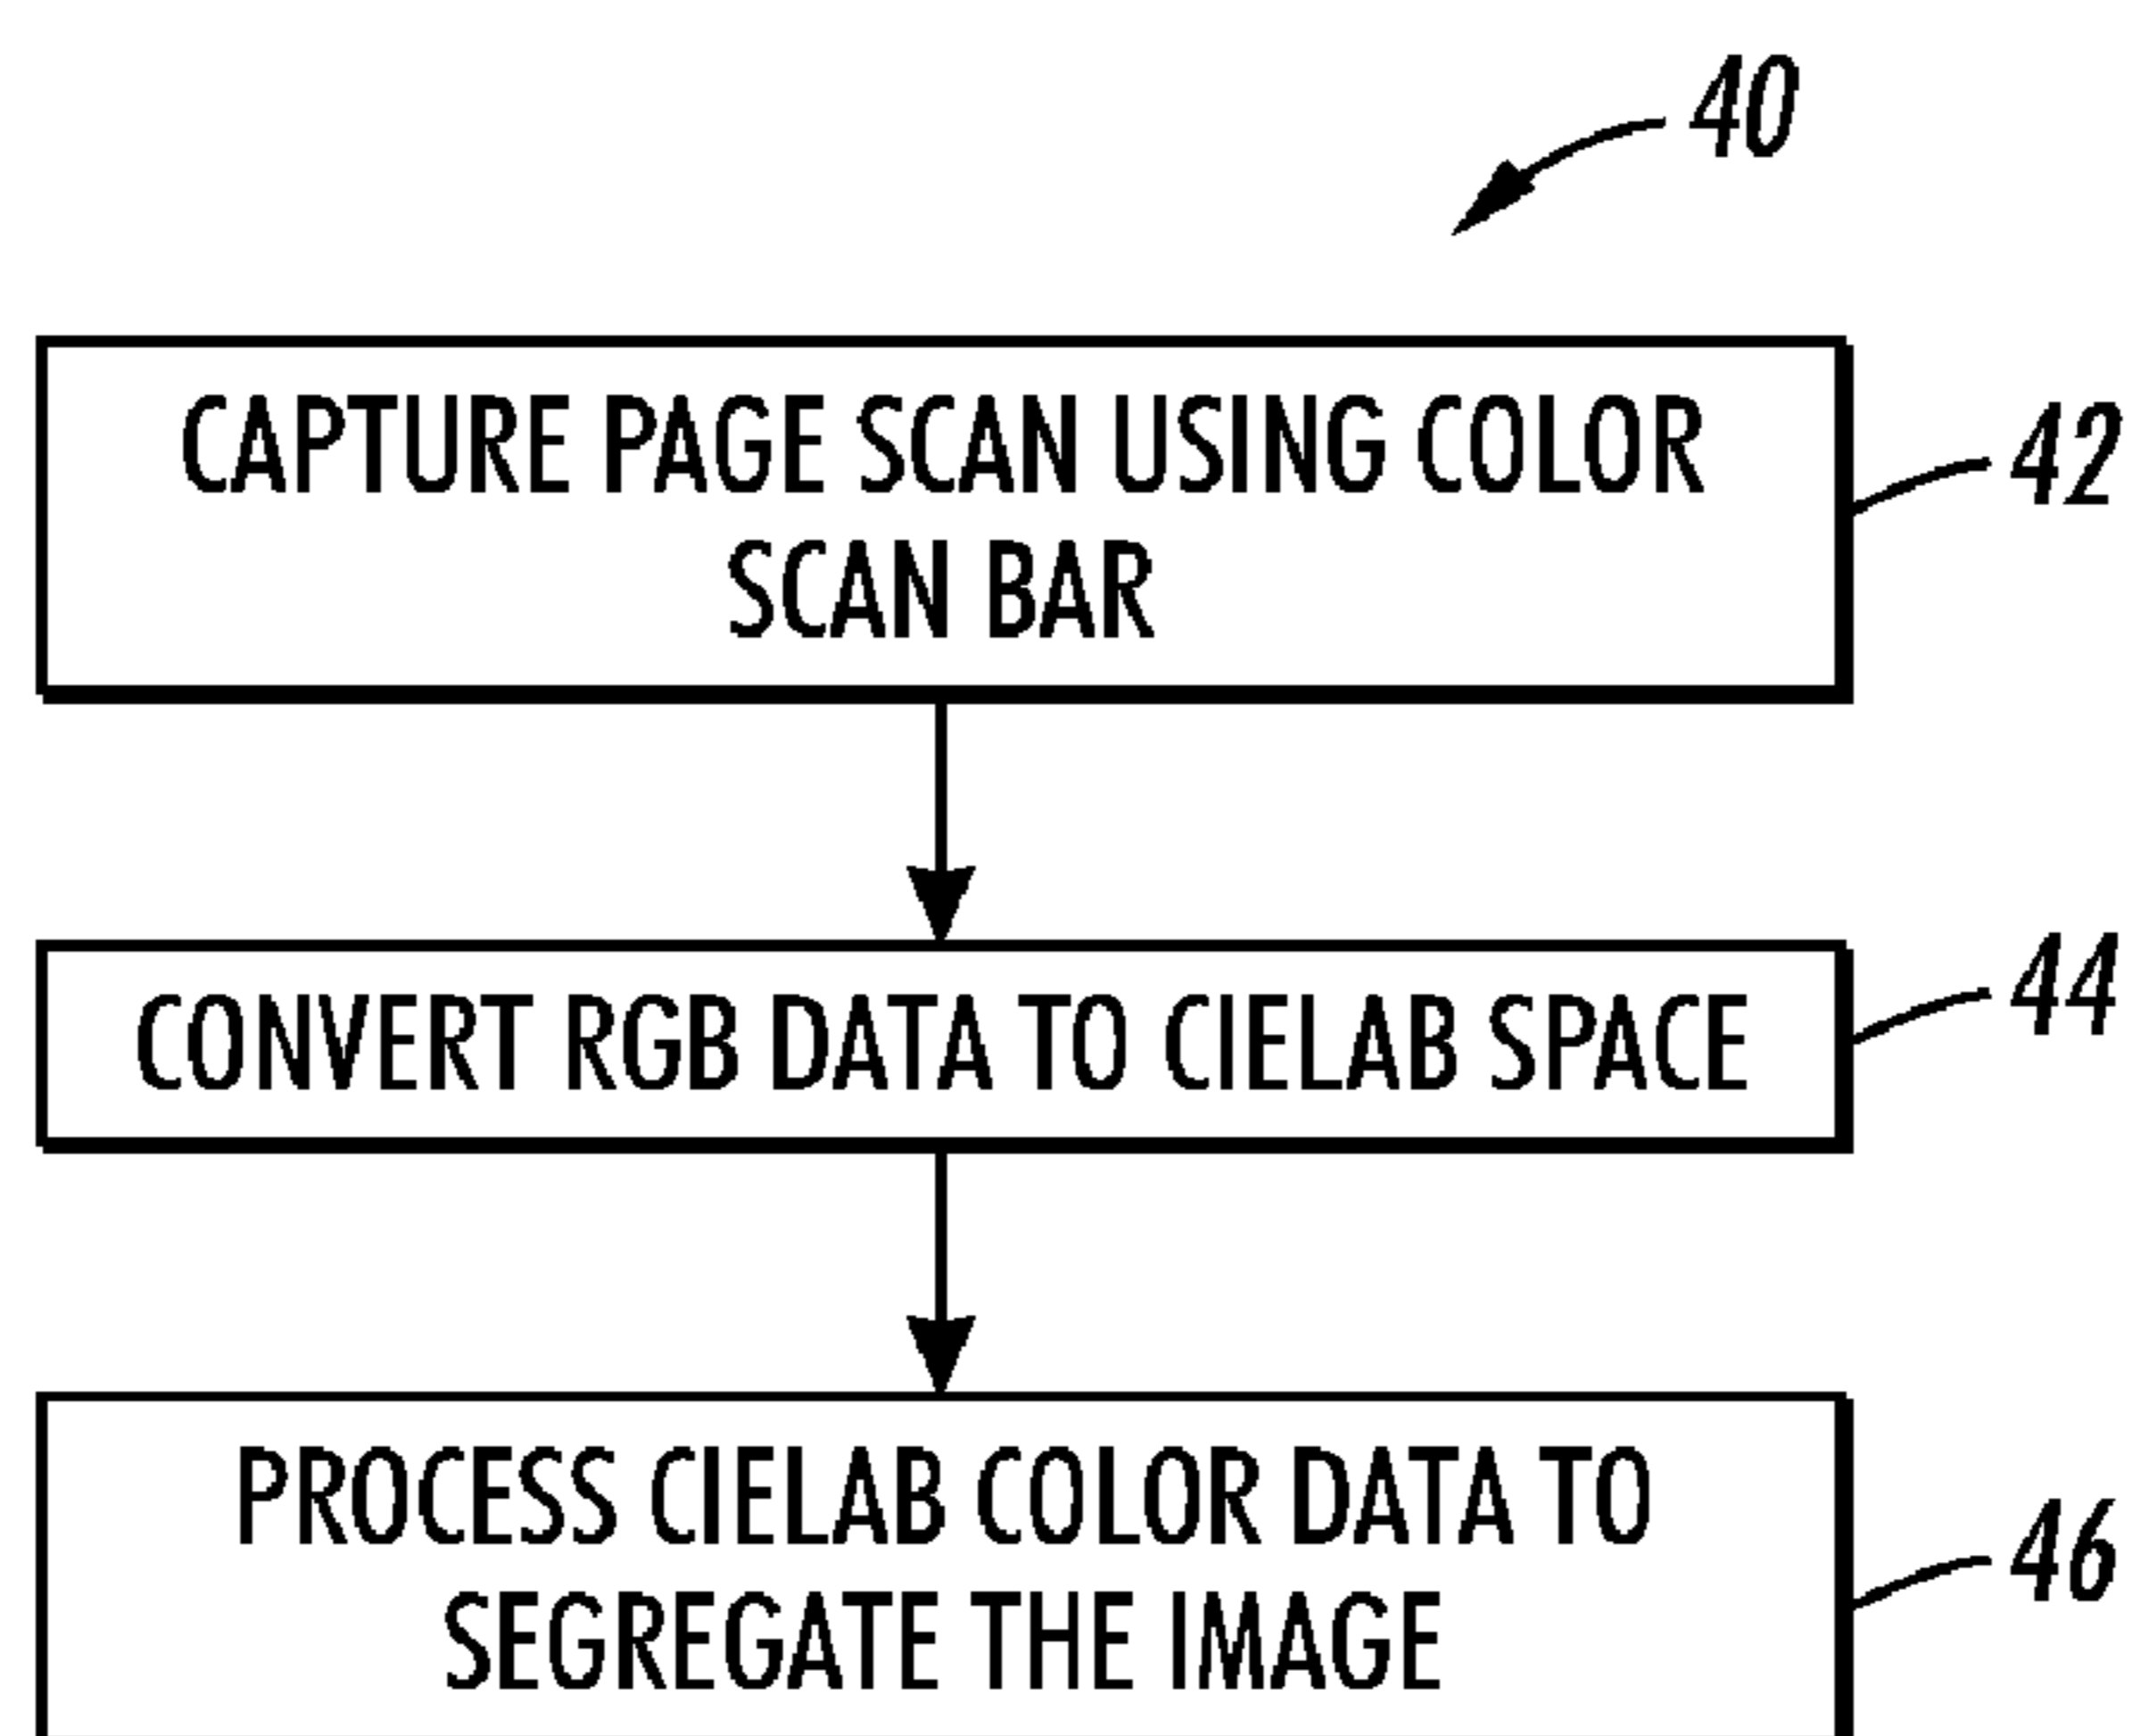 40
CAPTURE PAGE SCAN USING COLOR
SCAN BAR
42
CONVERT RGB DATA TO CIELAB SPACE
44
PROCESS CIELAB COLOR DATA TO
SEGREGATE THE IMAGE
46